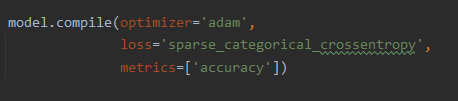 model.compile(optimizer='adam',
loss='sparse_categorical_crossentropy',
metrics=['accuracy'])